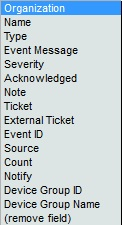 Organization
Name
Type
Event Message
Severity
Acknowledged
Note
Ticket
External Ticket
Event ID
Source
Count
Notify
Device Group ID
Device Group Name
(remove field)